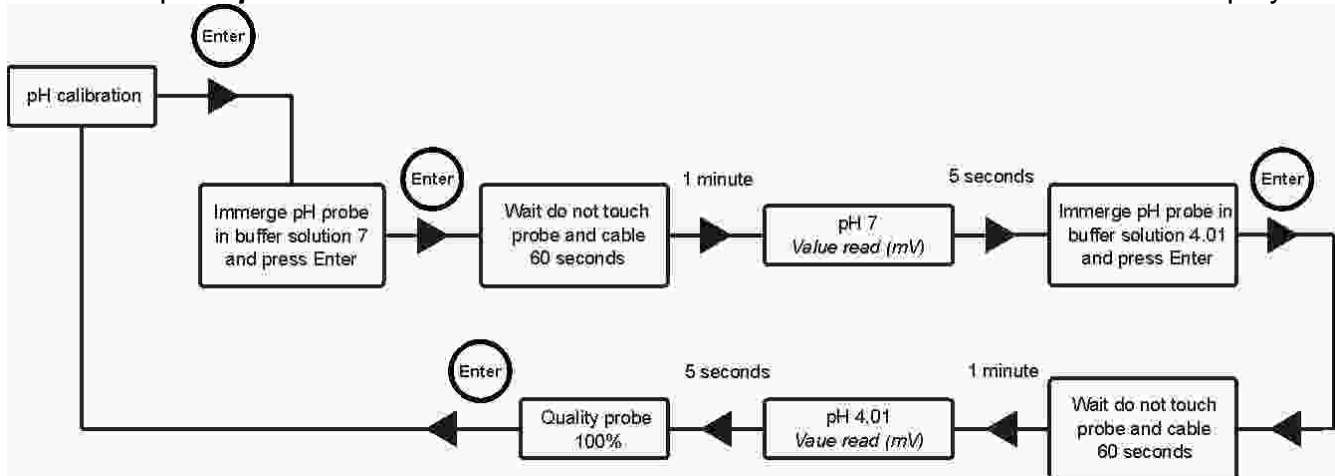 Enter
pH calibration
Immerge pH probe
in buffer solution 7
and press Enter
Enter
Wait do not touch
probe and cable
60 seconds
1 minute
pH 7
Value read (mV)
5 seconds
Immerge pH probe in
buffer solution 4.01
and press Enter
Enter
Wait do not touch
probe and cable
60 seconds
1 minute
pH 4,01
Vaue read (mV)
5 seconds
Quality probe
100%
Enter